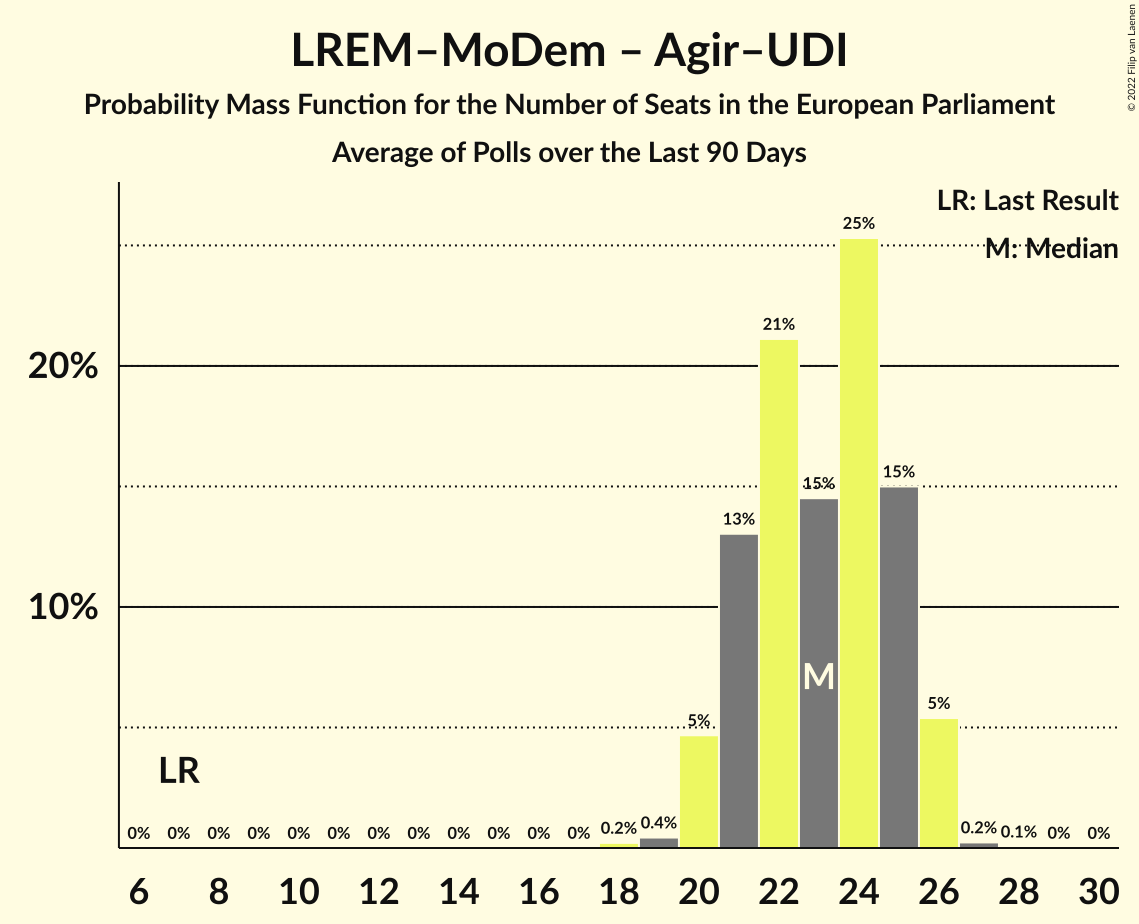 LREM–MoDem – Agir–UDI
Probability Mass Function for the Number of Seats in the European Parliament
Average of Polls over the Last 90 Days
© 2022 Filip van Laenen
LR: Last Result
M: Median
25%
21%
20%
15%
15%
13%
10%
M
5%
5%
LR
0% 0% 0% 0% 0% 0% 0% 0% 0% 0% 0% 0% 0.2% 0.4% 0.2% 0.1% 0% 0%
6 8 10 12 14 16 18 20 22 24 26 28 30